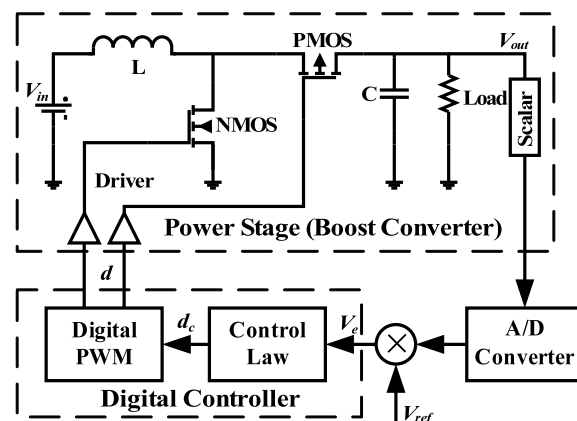 PMOS
V_out
L
V_in
C
Load
Scalar
NMOS
Driver
Power Stage (Boost Converter)
d
Digital
PWM
d_c
Control
Law
V_e
A/D
Converter
Digital Controller
V_ref